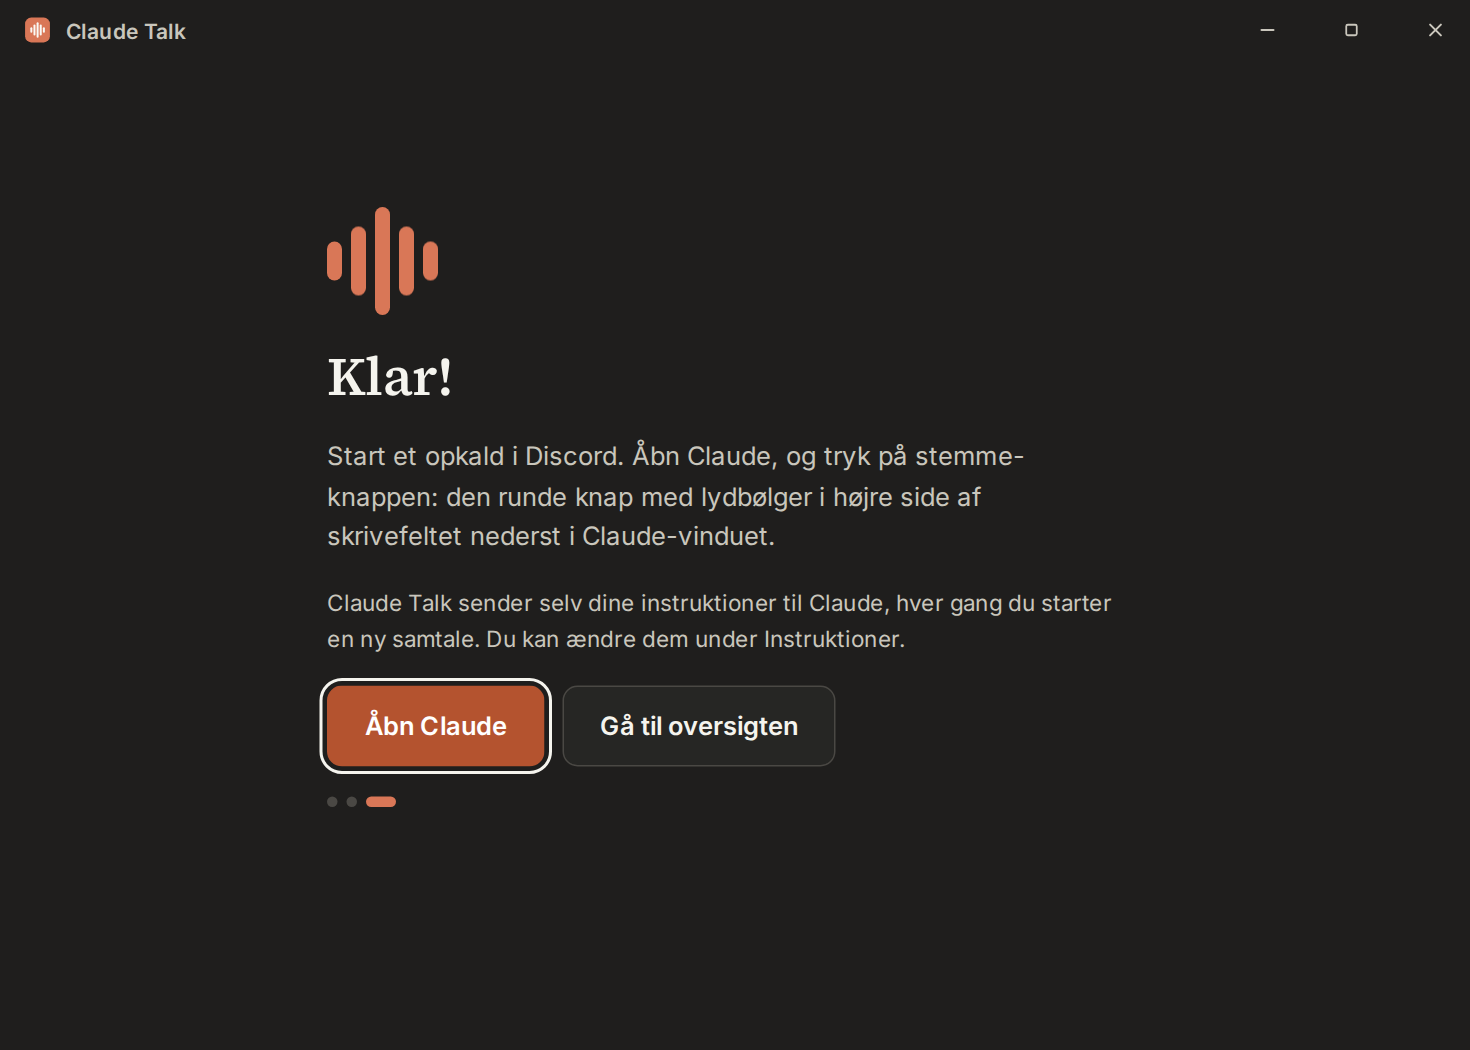 Claude Talk
Klar!
Start et opkald i Discord. Åbn Claude, og tryk på stemme-
knappen: den runde knap med lydbølger i højre side af
skrivefeltet nederst i Claude-vinduet.
Claude Talk sender selv dine instruktioner til Claude, hver gang du starter
en ny samtale. Du kan ændre dem under Instruktioner.
Åbn Claude
Gå til oversigten